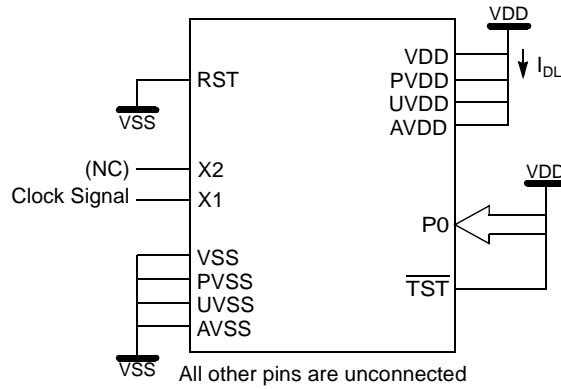 VDD
VDD
I_DL
PVDD
UVDD
AVDD
RST
VSS
(NC)
X2
Clock Signal
X1
VDD
P0
TST
VSS
PVSS
UVSS
AVSS
VSS
All other pins are unconnected